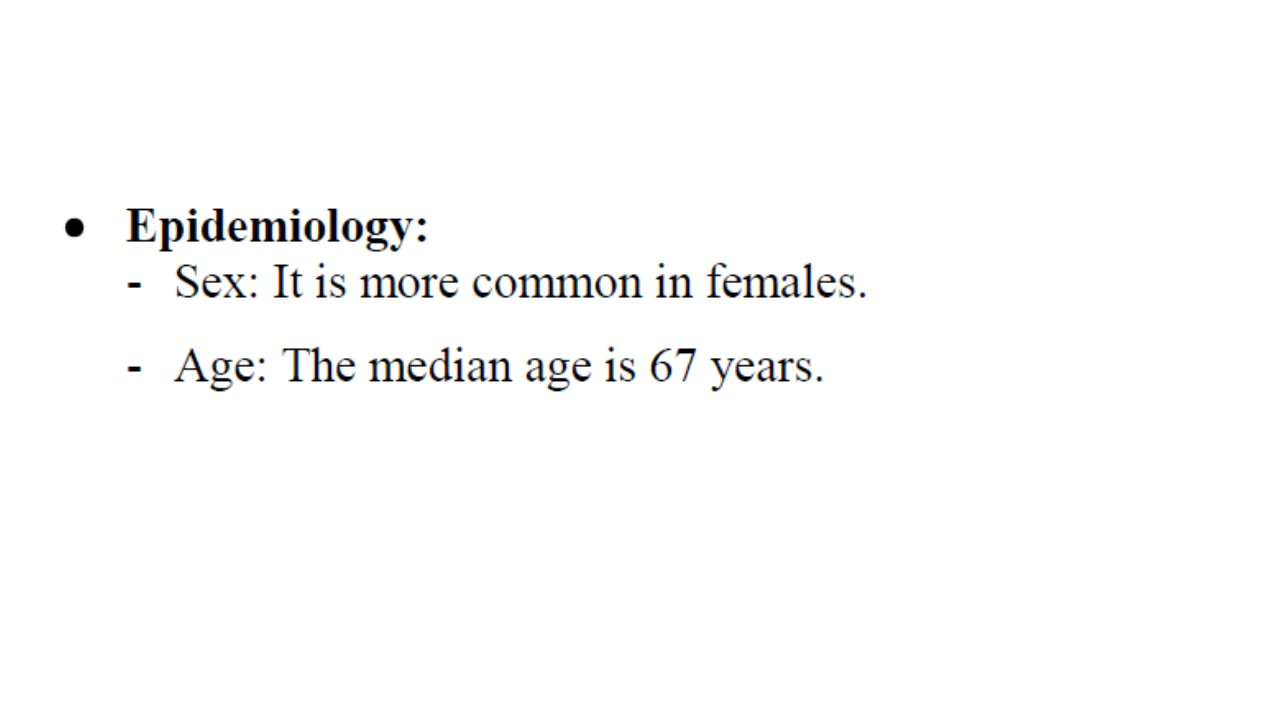 ● Epidemiology:
- Sex: It is more common in females.
- Age: The median age is 67 years.